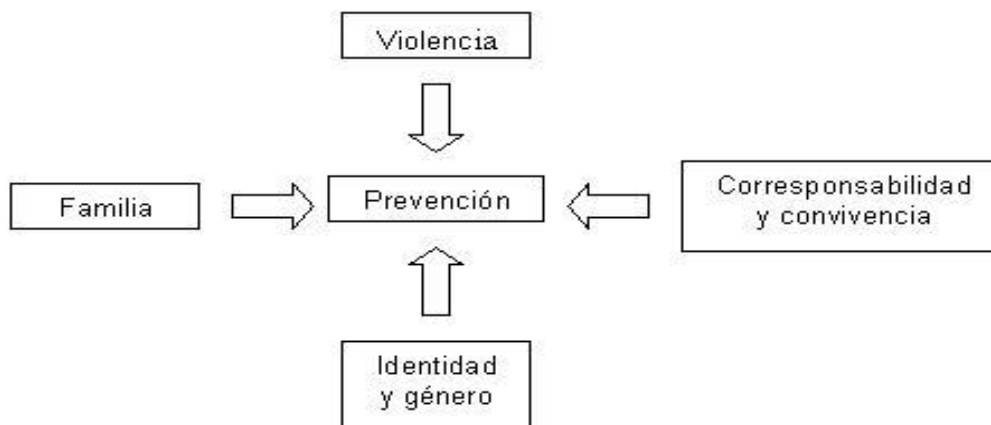 Violencia
Familia
Prevención
Corresponsabilidad
y convivencia
Identidad
y género